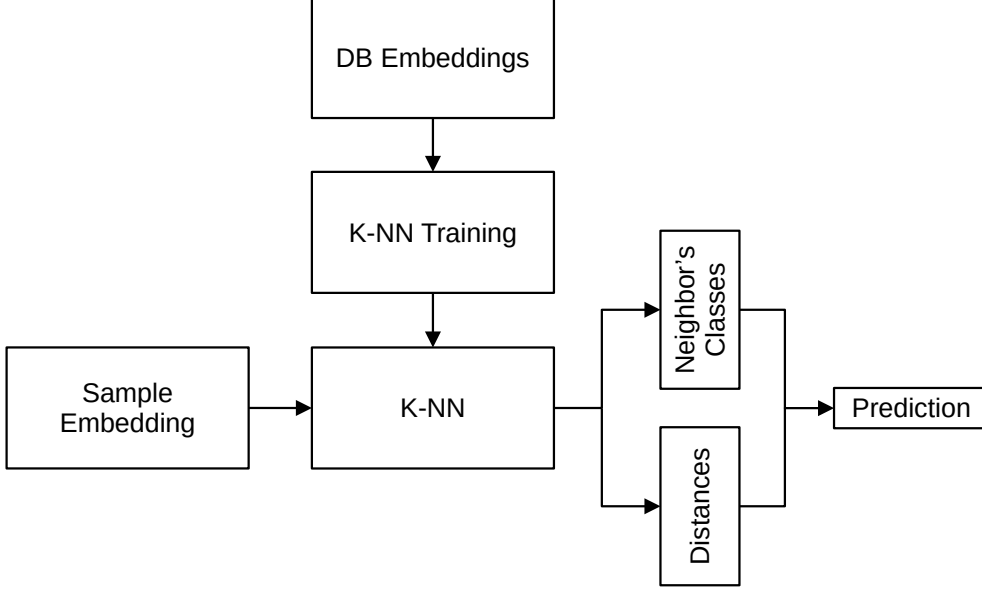 DB Embeddings
K-NN Training
Neighbor’s
Classes
Sample
Embedding
K-NN
Prediction
Distances